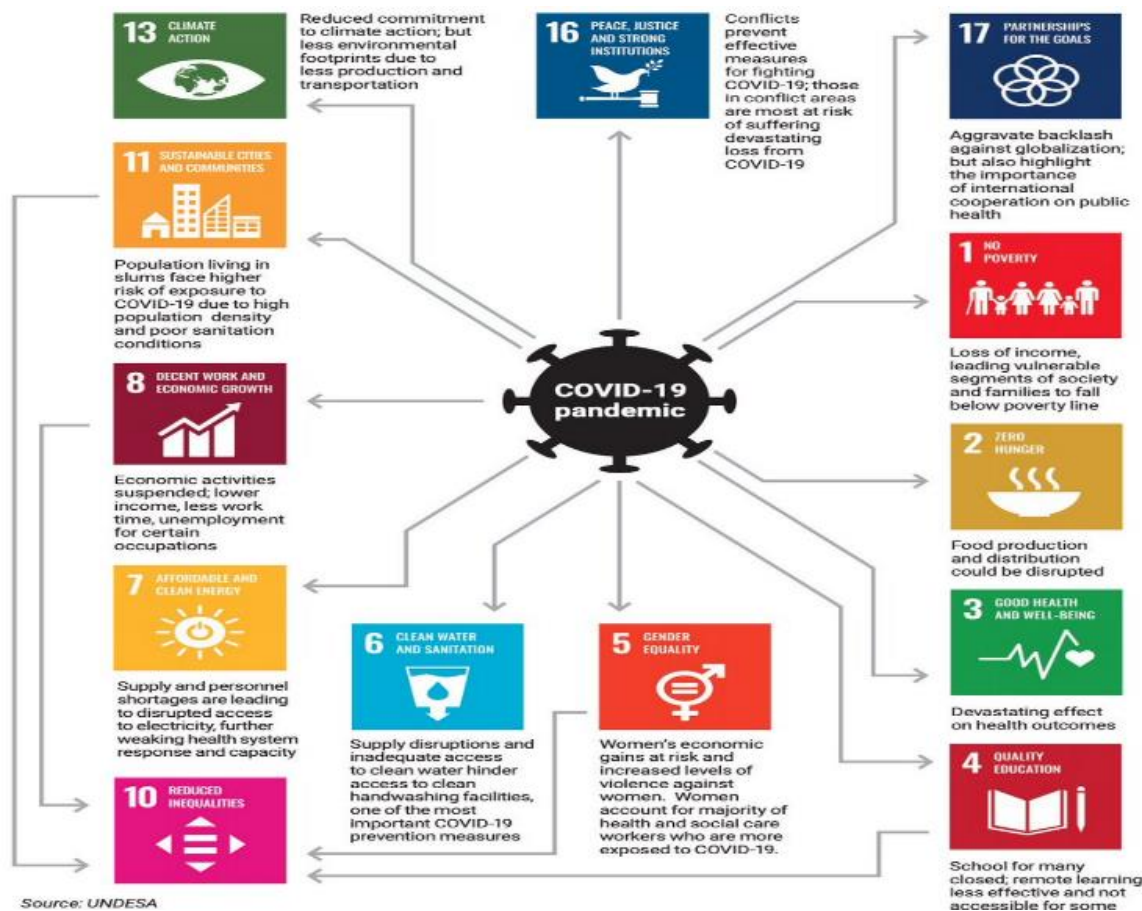 13 CLIMATE
ACTION
Reduced commitment
to climate action; but
less environmental
footprints due to
less production and
transportation
16 PEACE, JUSTICE
AND STRONG
INSTITUTIONS
Conflicts
prevent
effective
measures
for fighting
COVID-19; those
in conflict areas
are most at risk
of suffering
devastating
loss from
COVID-19
17 PARTNERSHIPS
FOR THE GOALS
Aggravate backlash
against globalization;
but also highlight
the importance
of international
cooperation on public
health
11 SUSTAINABLE CITIES
AND COMMUNITIES
Population living in
slums face higher
risk of exposure to
COVID-19 due to high
population density
and poor sanitation
conditions
1 NO
POVERTY
Loss of income,
leading vulnerable
segments of society
and families to fall
below poverty line
COVID-19
pandemic
8 DECENT WORK AND
ECONOMIC GROWTH
Economic activities
suspended; lower
income, less work
time, unemployment
for certain
occupations
2 ZERO
HUNGER
Food production
and distribution
could be disrupted
7 AFFORDABLE AND
CLEAN ENERGY
Supply and personnel
shortages are leading
to disrupted access
to electricity, further
weakening health system
response and capacity
6 CLEAN WATER
AND SANITATION
Supply disruptions and
inadequate access
to clean water hinder
access to clean
handwashing facilities,
one of the most
important COVID-19
prevention measures
5 GENDER
EQUALITY
Women's economic
gains at risk and
increased levels of
violence against
women. Women
account for majority of
health and social care
workers who are more
exposed to COVID-19.
3 GOOD HEALTH
AND WELL-BEING
Devastating effect
on health outcomes
4 QUALITY
EDUCATION
School for many
closed; remote learning
less effective and not
accessible for some
10 REDUCED
INEQUALITIES
Source: UNDESA